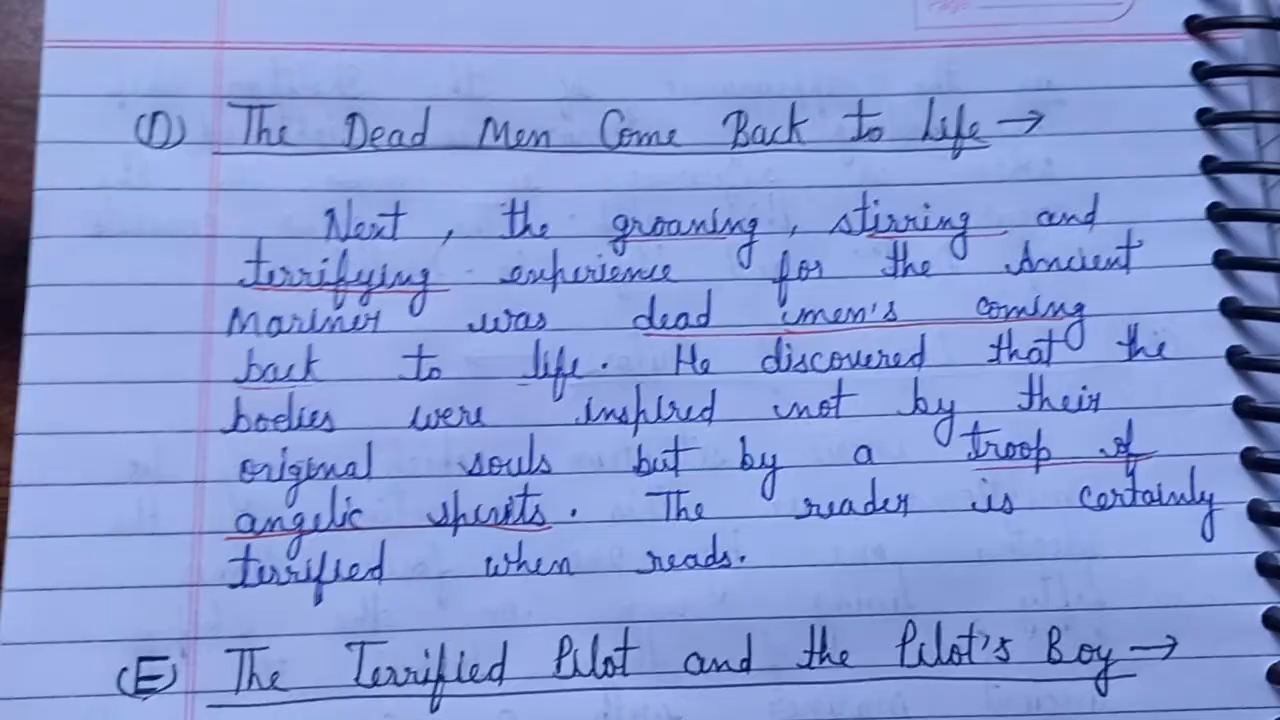 (D) The Dead Men Come Back to Life →
Next, the groaning, stirring and
terrifying experience for the Ancient
Mariner was dead men's coming
back to life. He discovered that the
bodies were inspired not by their
original souls but by a troop of
angelic spirits. The reader is certainly
terrified when reads.
(E) The Terrified Pilot and the Pilot's Boy →